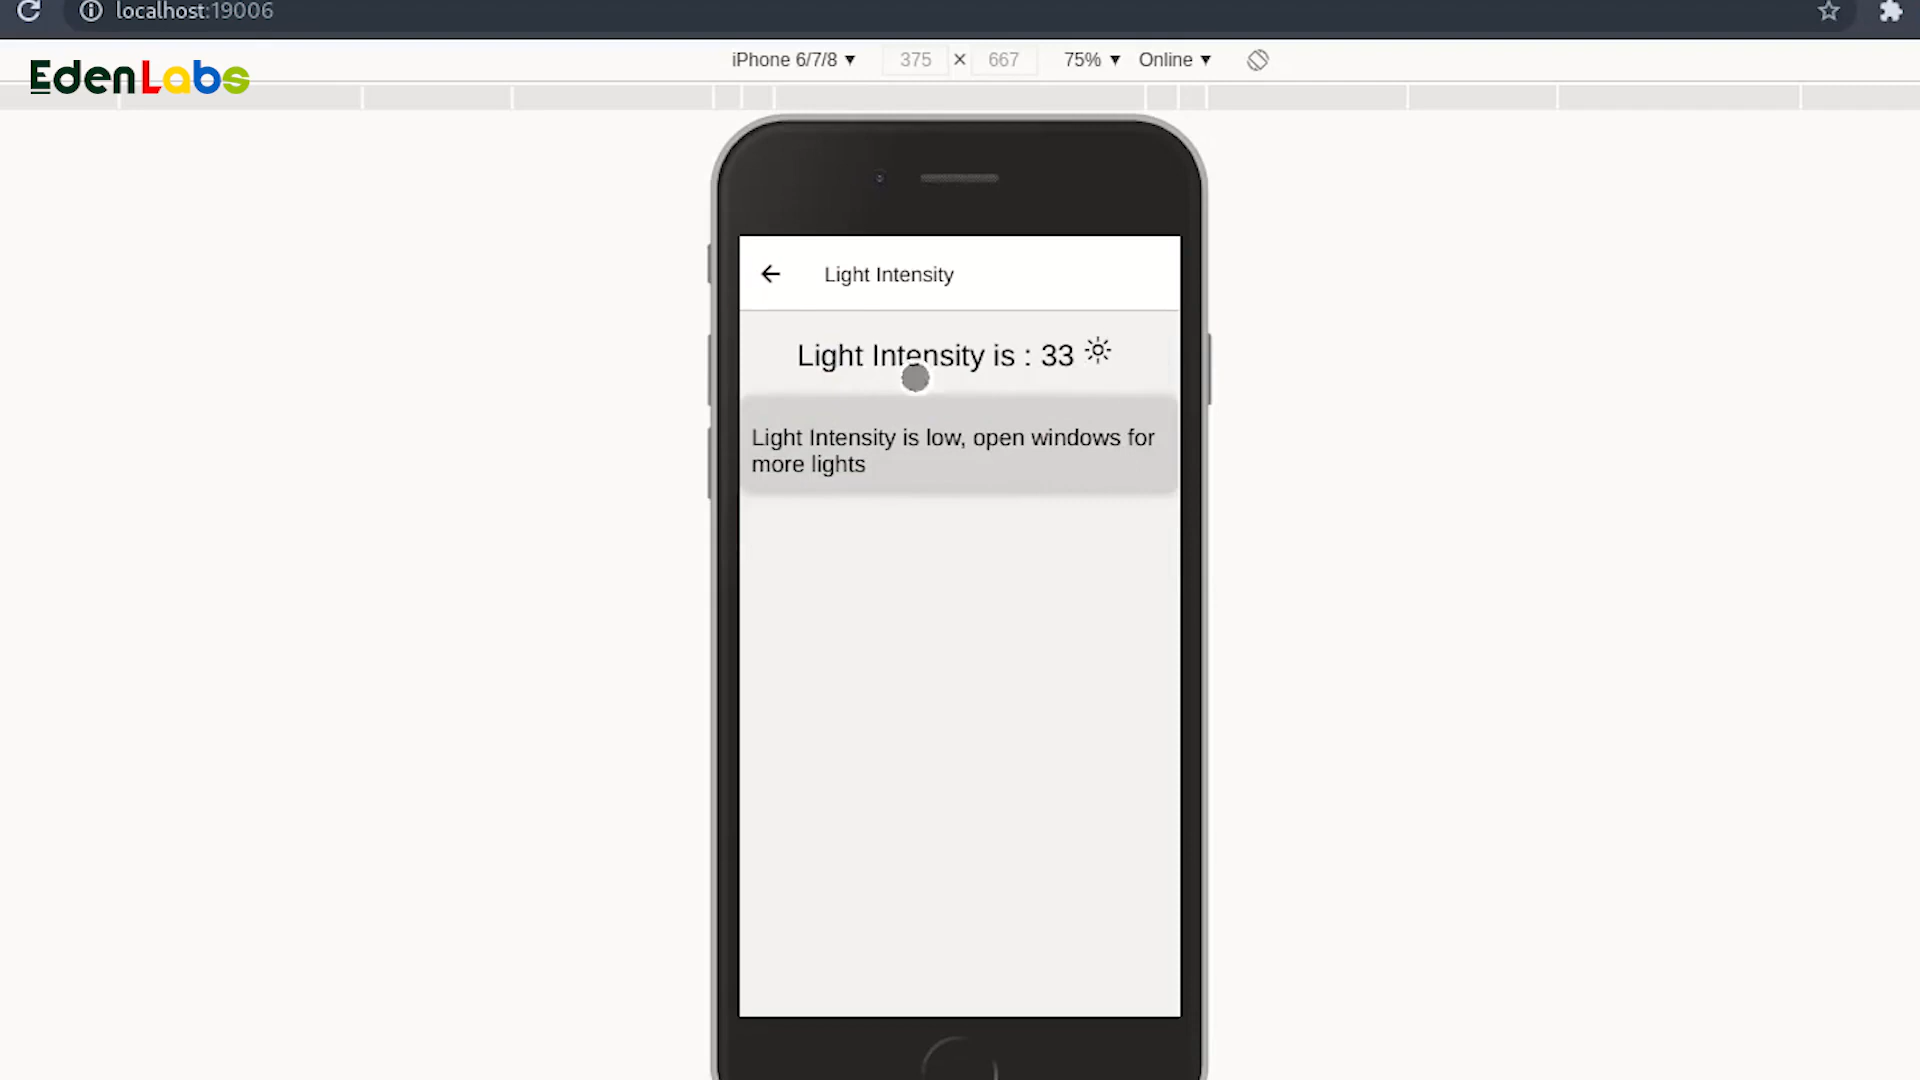 localhost:19006
EdenLabs
iPhone 6/7/8 ▼ 375 × 667 75% ▼ Online ▼
Light Intensity
Light Intensity is : 33
Light Intensity is low, open windows for
more lights